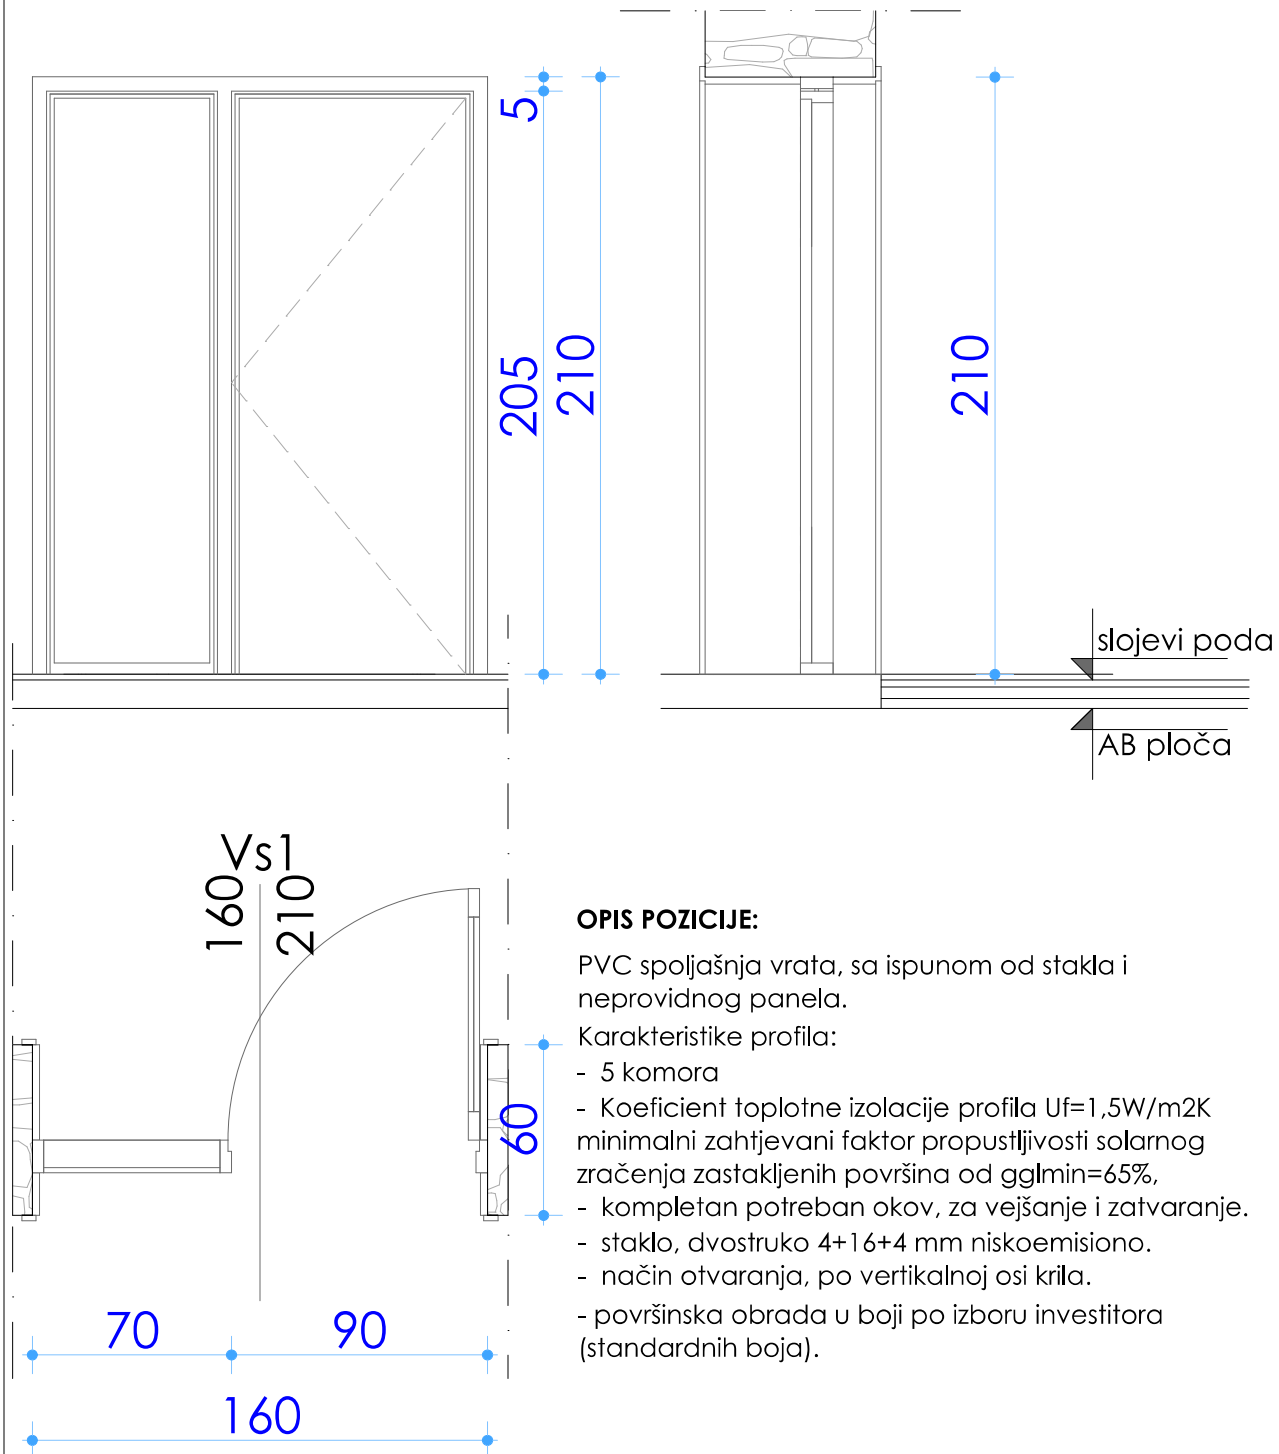 5
205
210
210
slojevi poda
AB ploča
Vs1
160
210
60
70
90
160
OPIS POZICIJE:
PVC spoljašnja vrata, sa ispunom od stakla i
neprovidnog panela.
Karakteristike profila:
- 5 komora
- Koeficient toplotne izolacije profila Uf=1,5W/m2K
minimalni zahtjevani faktor propustljivosti solarnog
zračenja zastakljenih površina od gglmin=65%,
- kompletan potreban okov, za vejšanje i zatvaranje.
- staklo, dvostruko 4+16+4 mm niskoemisiono.
- način otvaranja, po vertikalnoj osi krila.
- površinska obrada u boji po izboru investitora
(standardnih boja).